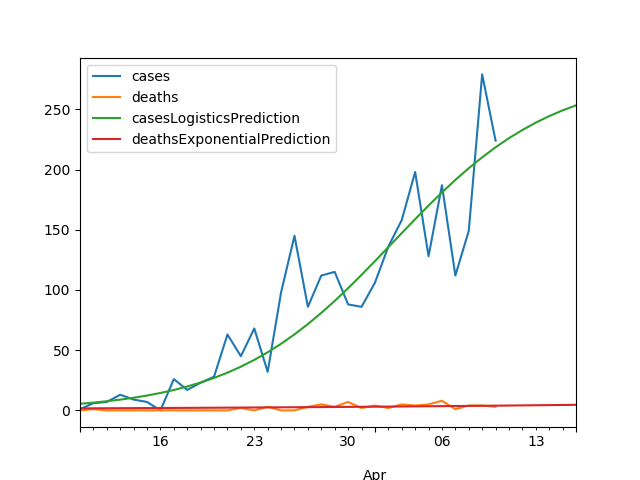 cases
deaths
casesLogisticsPrediction
deathsExponentialPrediction
250
200
150
100
50
0
16 23 30 06 13
Apr